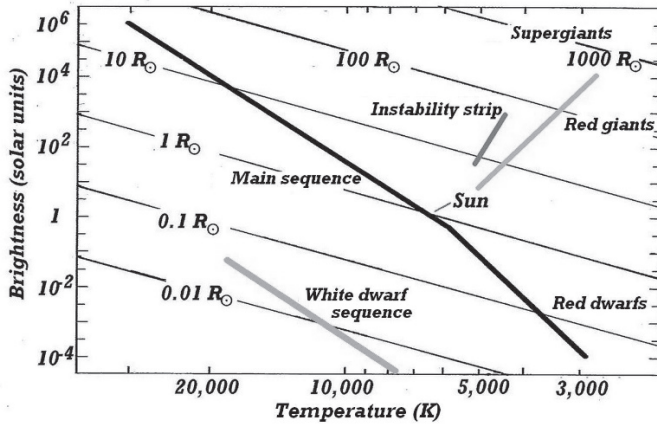 Brightness (solar units)
10⁶
10⁴
10²
1
10⁻²
10⁻⁴
Supergiants
10 R☉
100 R☉
1000 R☉
Instability strip
Red giants
1 R☉
Main sequence
Sun
0.1 R☉
0.01 R☉
White dwarf
sequence
Red dwarfs
20,000
10,000
5,000
3,000
Temperature (K)